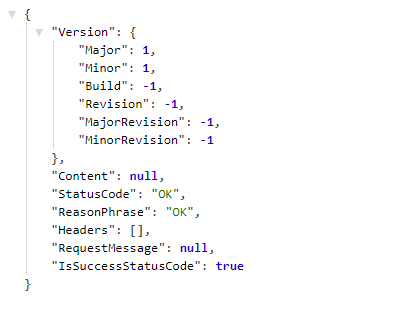 {
"Version": {
"Major": 1,
"Minor": 1,
"Build": -1,
"Revision": -1,
"MajorRevision": -1,
"MinorRevision": -1
},
"Content": null,
"StatusCode": "OK",
"ReasonPhrase": "OK",
"Headers": [],
"RequestMessage": null,
"IsSuccessStatusCode": true
}